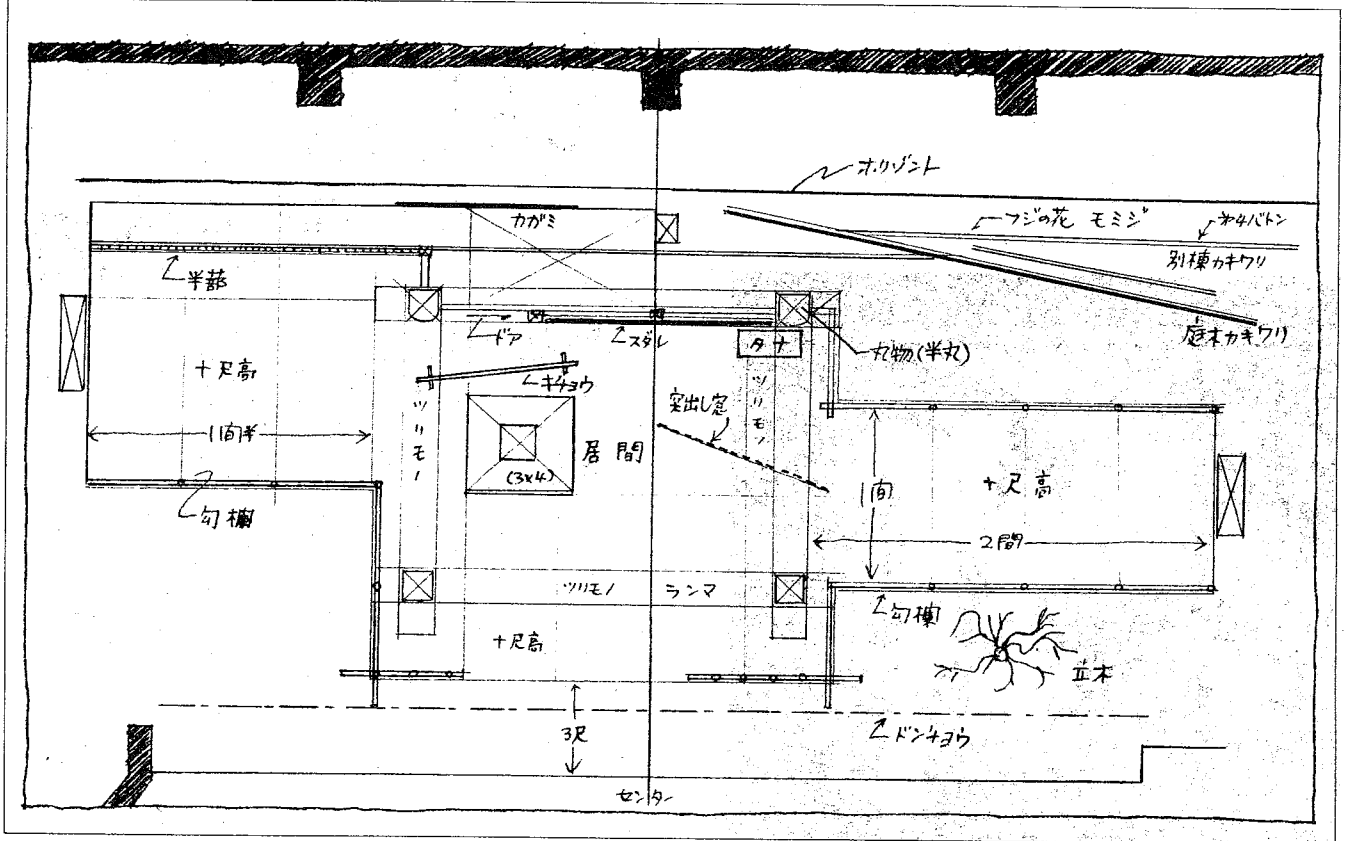 ホリゾント
カガミ
フジの花 モミジ
第4バトン
別棟カキワリ
半蔀
ドア
スダレ
タナ
丸物(半丸)
庭木カキワリ
十尺高
キチョウ
ツリモノ
ツリモノ
突出し窓
1間半
居間
(3×4)
1間
十尺高
勾欄
2間
ツリモノ ランマ
勾欄
十尺高
立木
ドンチョウ
3尺
センター